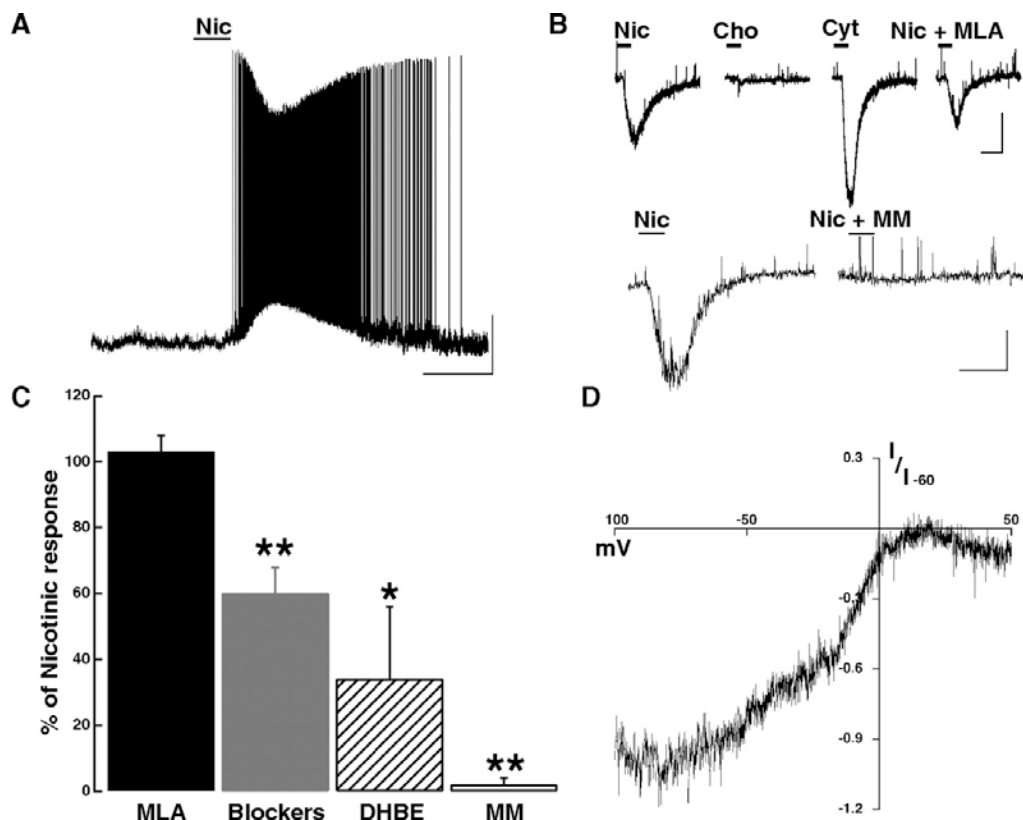 A
Nic
B
Nic Cho Cyt Nic + MLA
Nic Nic + MM
C
% of Nicotinic response
120
100
80
60
40
20
0
**
*
**
MLA Blockers DHBE MM
D
I/I-60
0.3
100 -50 50
mV
-0.3
-0.6
-0.9
-1.2